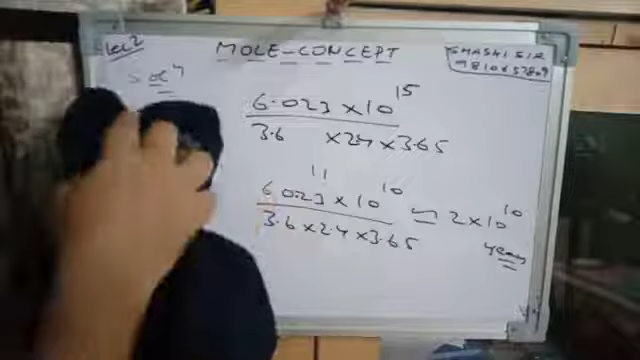 Lec 2
MOLE-CONCEPT
SHASHI SIR
Sol^n
6.023 × 10^15
3.6 × 24 × 3.65
11
6.023 × 10^10
3.6 × 2.4 × 3.65
≃ 2 × 10^10
years